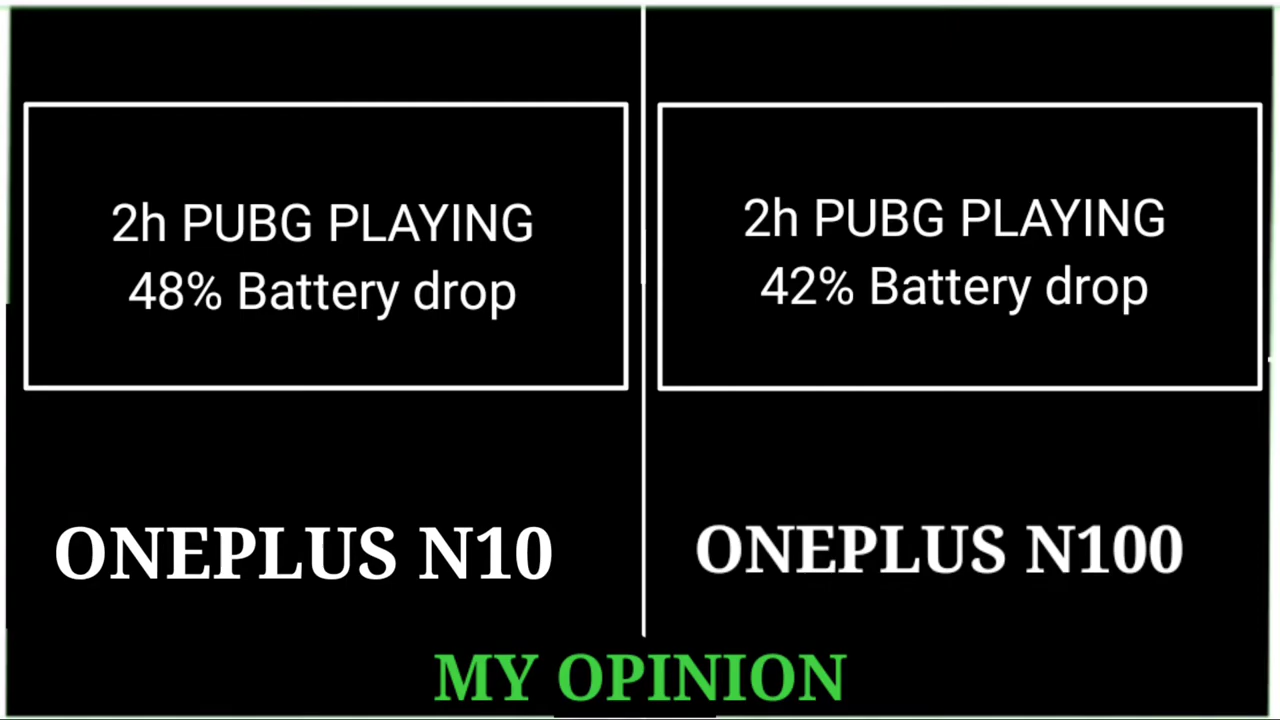 2h PUBG PLAYING
48% Battery drop
ONEPLUS N10
2h PUBG PLAYING
42% Battery drop
ONEPLUS N100
MY OPINION